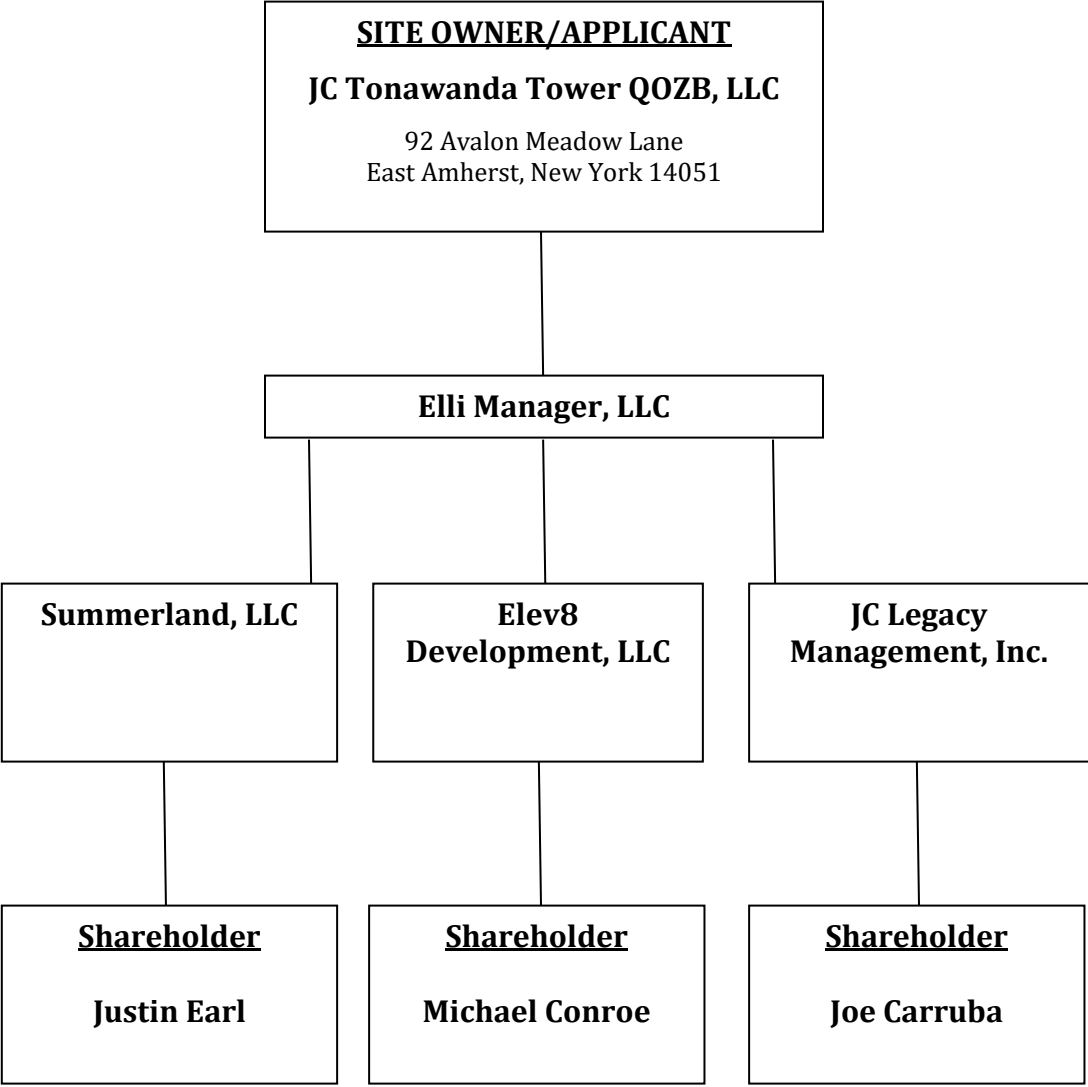 SITE OWNER/APPLICANT
JC Tonawanda Tower QOZB, LLC
92 Avalon Meadow Lane
East Amherst, New York 14051
Elli Manager, LLC
Summerland, LLC
Elev8
Development, LLC
JC Legacy
Management, Inc.
Shareholder
Justin Earl
Shareholder
Michael Conroe
Shareholder
Joe Carruba